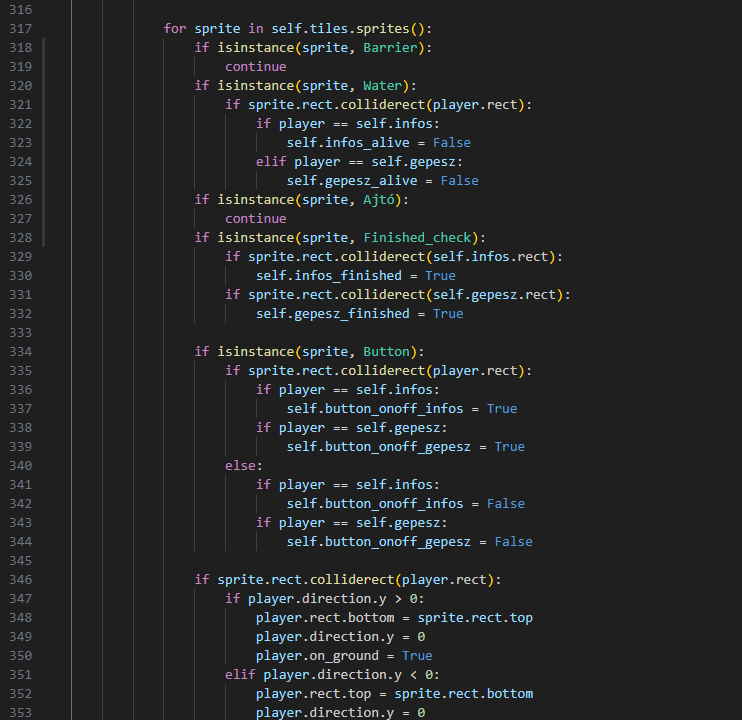 316
317 for sprite in self.tiles.sprites():
318 if isinstance(sprite, Barrier):
319 continue
320 if isinstance(sprite, Water):
321 if sprite.rect.colliderect(player.rect):
322 if player == self.infos:
323 self.infos_alive = False
324 elif player == self.gepesz:
325 self.gepesz_alive = False
326 if isinstance(sprite, Ajtó):
327 continue
328 if isinstance(sprite, Finished_check):
329 if sprite.rect.colliderect(self.infos.rect):
330 self.infos_finished = True
331 if sprite.rect.colliderect(self.gepesz.rect):
332 self.gepesz_finished = True
333
334 if isinstance(sprite, Button):
335 if sprite.rect.colliderect(player.rect):
336 if player == self.infos:
337 self.button_onoff_infos = True
338 if player == self.gepesz:
339 self.button_onoff_gepesz = True
340 else:
341 if player == self.infos:
342 self.button_onoff_infos = False
343 if player == self.gepesz:
344 self.button_onoff_gepesz = False
345
346 if sprite.rect.colliderect(player.rect):
347 if player.direction.y > 0:
348 player.rect.bottom = sprite.rect.top
349 player.direction.y = 0
350 player.on_ground = True
351 elif player.direction.y < 0:
352 player.rect.top = sprite.rect.bottom
353 player.direction.y = 0